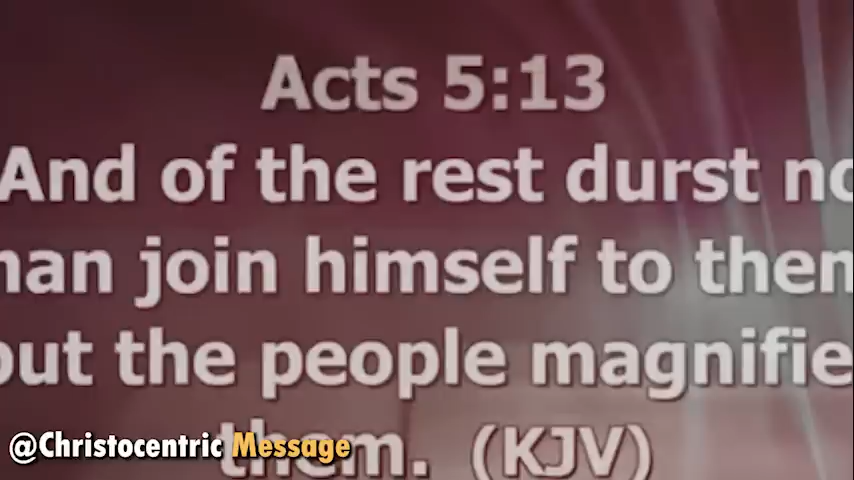 Acts 5:13
And of the rest durst no
man join himself to them
but the people magnified
them. (KJV)
@Christocentric Message